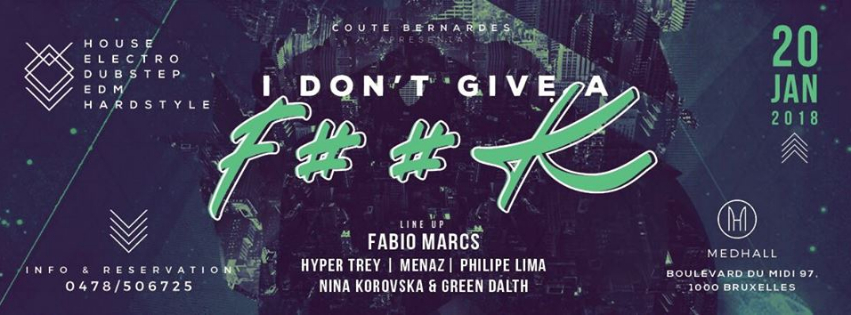 COUTE BERNARDES
APRESENTA
HOUSE
ELECTRO
DUBSTEP
EDM
HARDSTYLE
I DON'T GIVE A
F##K
20
JAN
2018
LINE UP
FABIO MARCS
HYPER TREY | MENAZ | PHILIPE LIMA
NINA KOROVSKA & GREEN DALTH
INFO & RESERVATION
0478/506725
MEDHALL
BOULEVARD DU MIDI 97,
1000 BRUXELLES